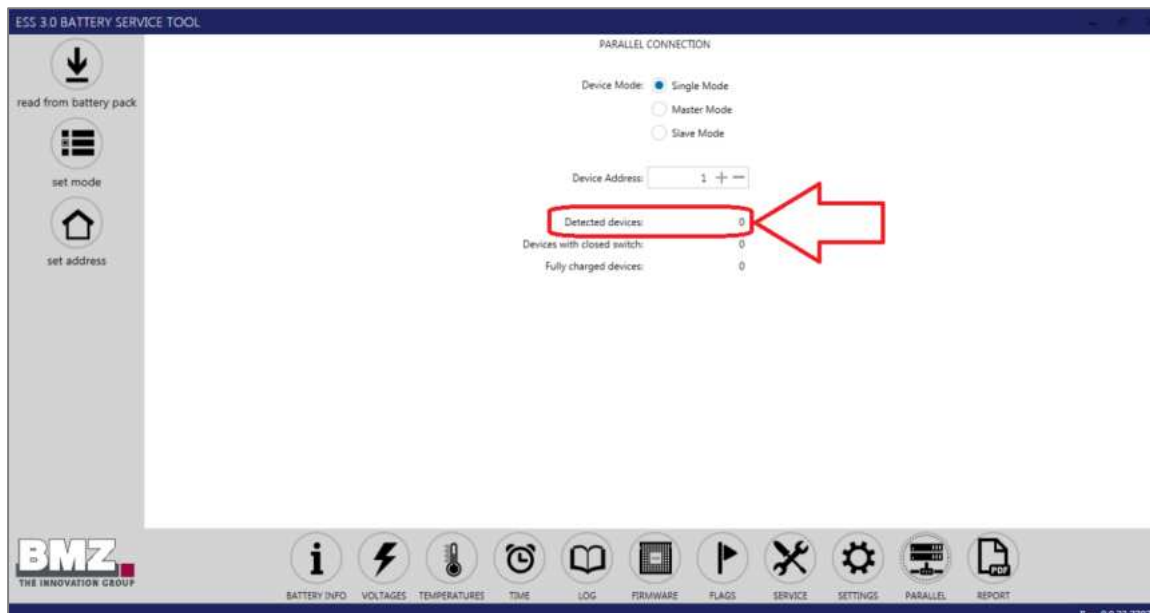 ESS 3.0 BATTERY SERVICE TOOL
PARALLEL CONNECTION
read from battery pack
set mode
set address
Device Mode: Single Mode
Master Mode
Slave Mode
Device Address: 1 + −
Detected devices: 0
Devices with closed switch: 0
Fully charged devices: 0
BMZ
THE INNOVATION GROUP
i
PDF
BATTERY INFO VOLTAGES TEMPERATURES TIME LOG FIRMWARE FLAGS SERVICE SETTINGS PARALLEL REPORT